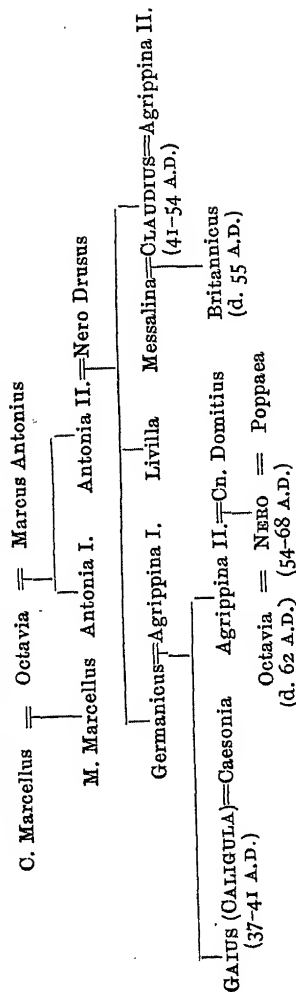 C. Marcellus = Octavia = Marcus Antonius
M. Marcellus Antonia I. Antonia II.=Nero Drusus
Germanicus=Agrippina I. Livilla Messalina=CLAUDIUS=Agrippina II.
(41–54 A.D.)
GAIUS (CALIGULA)=Caesonia Agrippina II.=Cn. Domitius Britannicus
(37–41 A.D.) (d. 55 A.D.)
Octavia = NERO = Poppaea
(d. 62 A.D.) (54–68 A.D.)